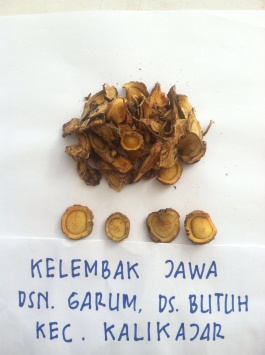 KELEMBAK JAWA
DSN. GARUM, DS. BUTUH
KEC. KALIKAJAR